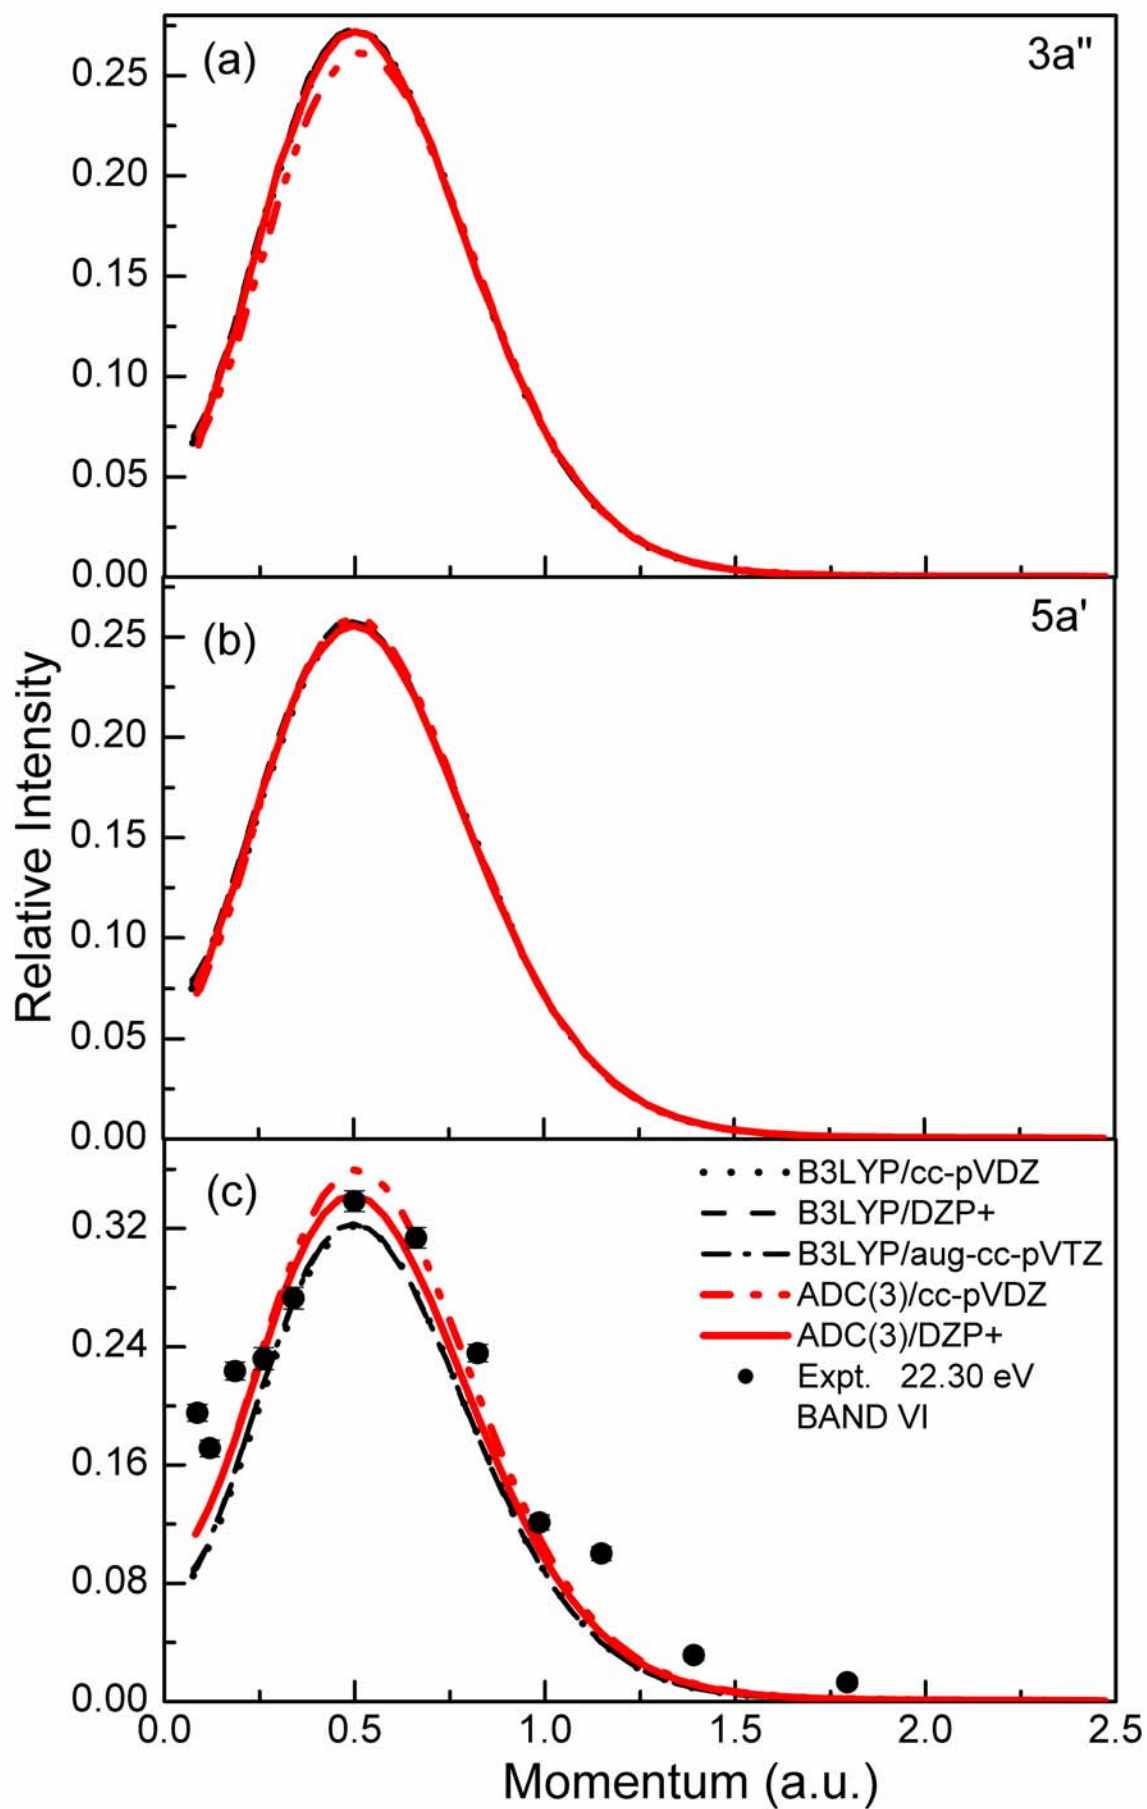 (a)
3a"
0.25
0.20
0.15
0.10
0.05
0.00
(b)
5a'
0.25
0.20
0.15
0.10
0.05
0.00
Relative Intensity
(c)
B3LYP/cc-pVDZ
B3LYP/DZP+
B3LYP/aug-cc-pVTZ
ADC(3)/cc-pVDZ
ADC(3)/DZP+
Expt. 22.30 eV
BAND VI
0.32
0.24
0.16
0.08
0.00
0.0 0.5 1.0 1.5 2.0 2.5
Momentum (a.u.)